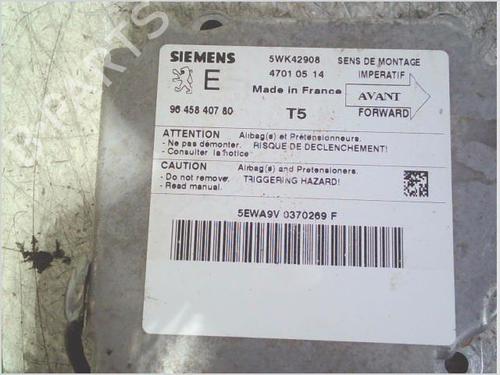 SIEMENS 5WK42908 SENS DE MONTAGE
E 4701 05 14 IMPERATIF
Made in France AVANT
96 458 407 80 T5 FORWARD
ATTENTION Airbag(s) et Prétensionneurs.
- Ne pas démonter. RISQUE DE DECLENCHEMENT!
- Consulter la notice
CAUTION Airbag(s) and Pretensioners.
- Do not remove. TRIGGERING HAZARD!
- Read manual.
5EWA9V 0370269 F
PARTS